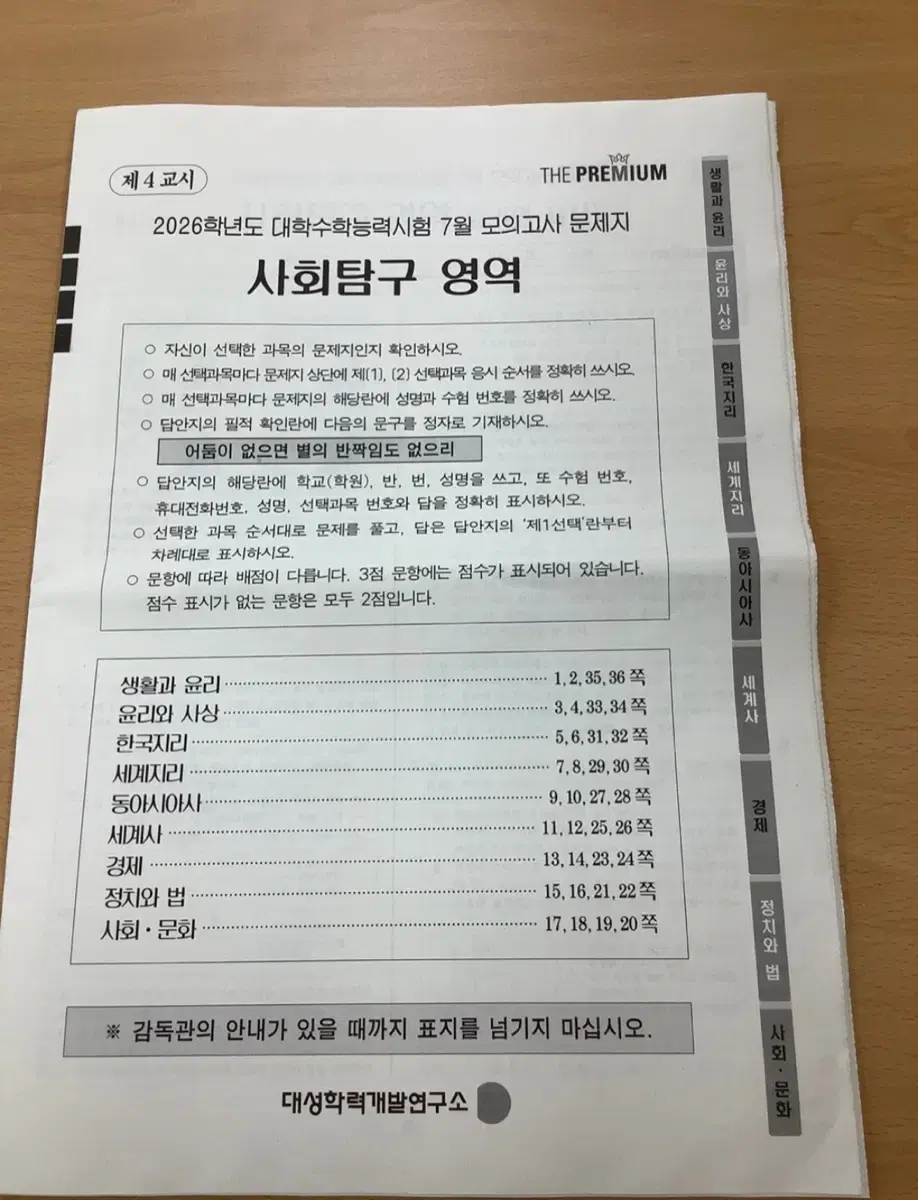 제 4 교시
THE PREMIUM
2026학년도 대학수학능력시험 7월 모의고사 문제지
사회탐구 영역
○ 자신이 선택한 과목의 문제지인지 확인하시오.
○ 매 선택과목마다 문제지 상단에 제(1), (2) 선택과목 응시 순서를 정확히 쓰시오.
○ 매 선택과목마다 문제지의 해당란에 성명과 수험 번호를 정확히 쓰시오.
○ 답안지의 필적 확인란에 다음의 문구를 정자로 기재하시오.
어둠이 없으면 별의 반짝임도 없으리
○ 답안지의 해당란에 학교(학원), 반, 번, 성명을 쓰고, 또 수험 번호,
휴대전화번호, 성명, 선택과목 번호와 답을 정확히 표시하시오.
○ 선택한 과목 순서대로 문제를 풀고, 답은 답안지의 '제1선택'란부터
차례대로 표시하시오.
○ 문항에 따라 배점이 다릅니다. 3점 문항에는 점수가 표시되어 있습니다.
점수 표시가 없는 문항은 모두 2점입니다.
생활과 윤리 1, 2, 35, 36 쪽
윤리와 사상 3, 4, 33, 34 쪽
한국지리 5, 6, 31, 32 쪽
세계지리 7, 8, 29, 30 쪽
동아시아사 9, 10, 27, 28 쪽
세계사 11, 12, 25, 26 쪽
경제 13, 14, 23, 24 쪽
정치와 법 15, 16, 21, 22 쪽
사회·문화 17, 18, 19, 20 쪽
※ 감독관의 안내가 있을 때까지 표지를 넘기지 마십시오.
대성학력개발연구소
생활과 윤리
윤리와 사상
한국지리
세계지리
동아시아사
세계사
경제
정치와 법
사회·문화